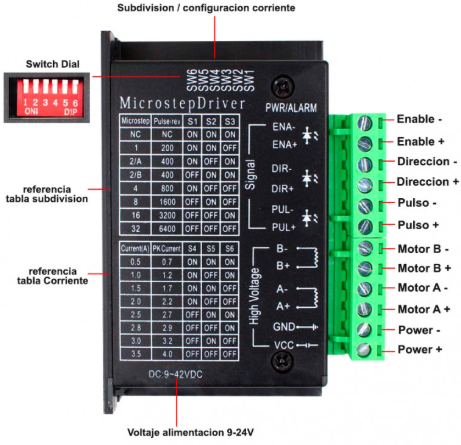 Subdivision / configuracion corriente
Switch Dial
1 2 3 4 5 6
ONI DIP
SW6
SW5
SW4
SW3
SW2
SW1
MicrostepDriver
PWR/ALARM
Microstep Pulse/rev S1 S2 S3
NC NC ON ON ON
1 200 ON ON OFF
2/A 400 ON OFF ON
2/B 400 OFF ON ON
4 800 ON OFF OFF
8 1600 OFF ON OFF
16 3200 OFF OFF ON
32 6400 OFF OFF OFF
referencia
tabla subdivision
Current(A) PK Current S4 S5 S6
0.5 0.7 ON ON ON
1.0 1.2 ON OFF ON
1.5 1.7 ON ON OFF
2.0 2.2 ON OFF OFF
2.5 2.7 OFF ON ON
2.8 2.9 OFF OFF ON
3.0 3.2 OFF ON OFF
3.5 4.0 OFF OFF OFF
referencia
tabla Corriente
DC:9~42VDC
Signal
ENA-
ENA+
DIR-
DIR+
PUL-
PUL+
High Voltage
B-
B+
A-
A+
GND
VCC
Enable -
Enable +
Direccion -
Direccion +
Pulso -
Pulso +
Motor B -
Motor B +
Motor A -
Motor A +
Power -
Power +
Voltaje alimentacion 9-24V